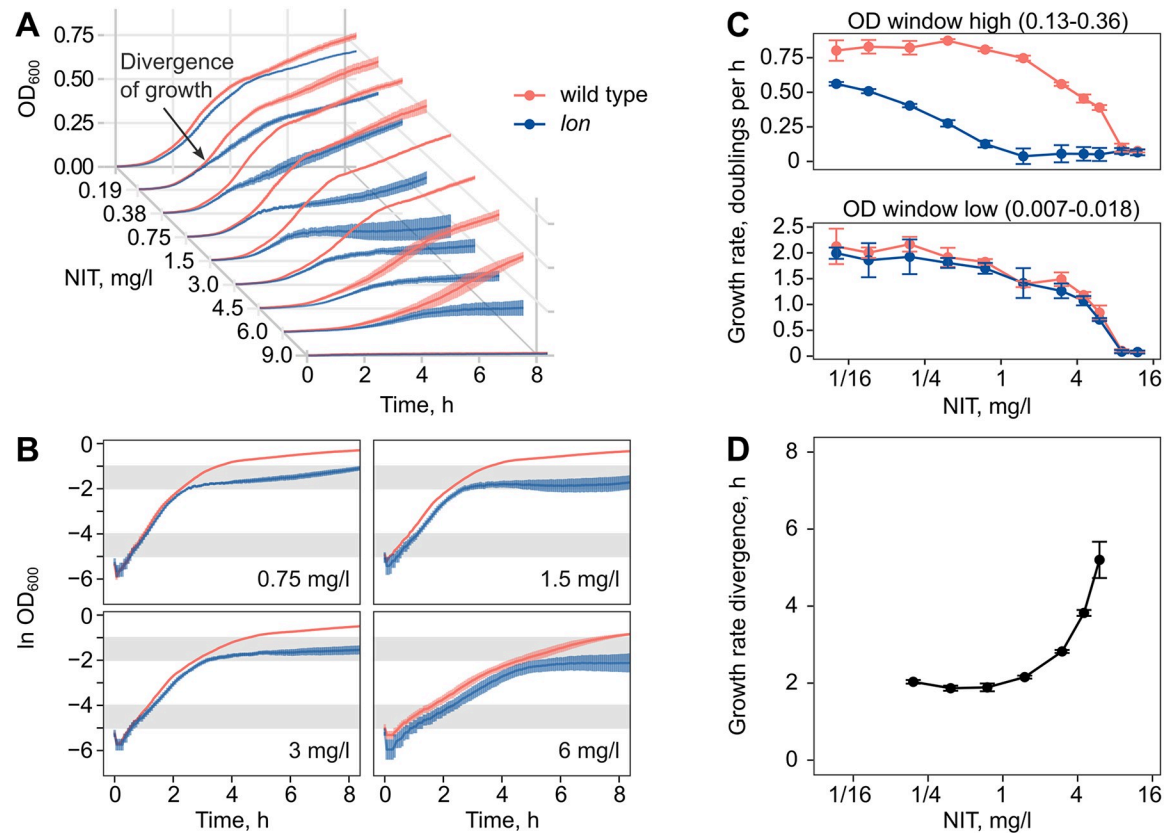 A
OD600
0.75
0.50
0.25
0.00
Divergence
of growth
wild type
lon
0.19
0.38
0.75
1.5
3.0
4.5
6.0
9.0
NIT, mg/l
0 2 4 6 8
Time, h
B
ln OD600
0
−2
−4
−6
0.75 mg/l
1.5 mg/l
0
−2
−4
−6
3 mg/l
6 mg/l
0 2 4 6 8
0 2 4 6 8
Time, h
Time, h
C
OD window high (0.13-0.36)
Growth rate, doublings per h
0.75
0.50
0.25
0
OD window low (0.007-0.018)
2.5
2.0
1.5
1.0
0.5
0
1/16 1/4 1 4 16
NIT, mg/l
D
Growth rate divergence, h
8
6
4
2
0
1/16 1/4 1 4 16
NIT, mg/l